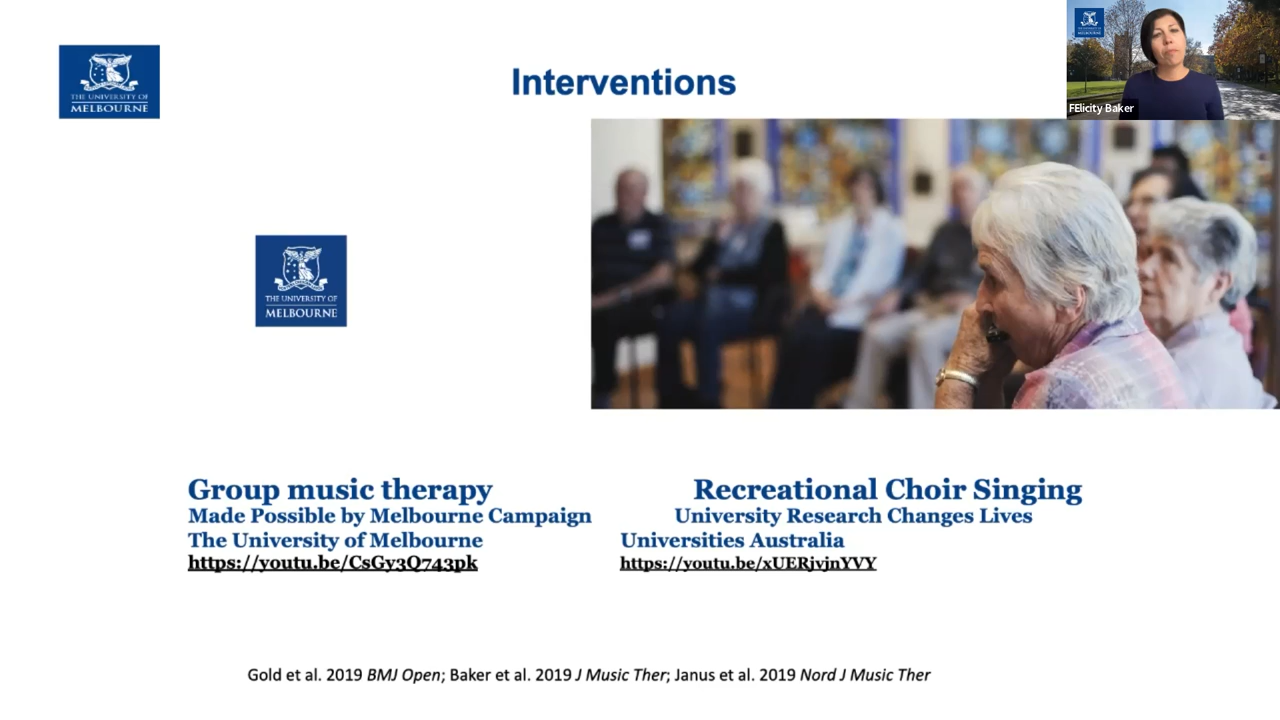 THE UNIVERSITY OF
MELBOURNE
Interventions
FElicity Baker
THE UNIVERSITY OF
MELBOURNE
Group music therapy
Made Possible by Melbourne Campaign
The University of Melbourne
https://youtu.be/CsGy3Q743pk
Recreational Choir Singing
University Research Changes Lives
Universities Australia
https://youtu.be/xUERjvjnYVY
Gold et al. 2019 BMJ Open; Baker et al. 2019 J Music Ther; Janus et al. 2019 Nord J Music Ther